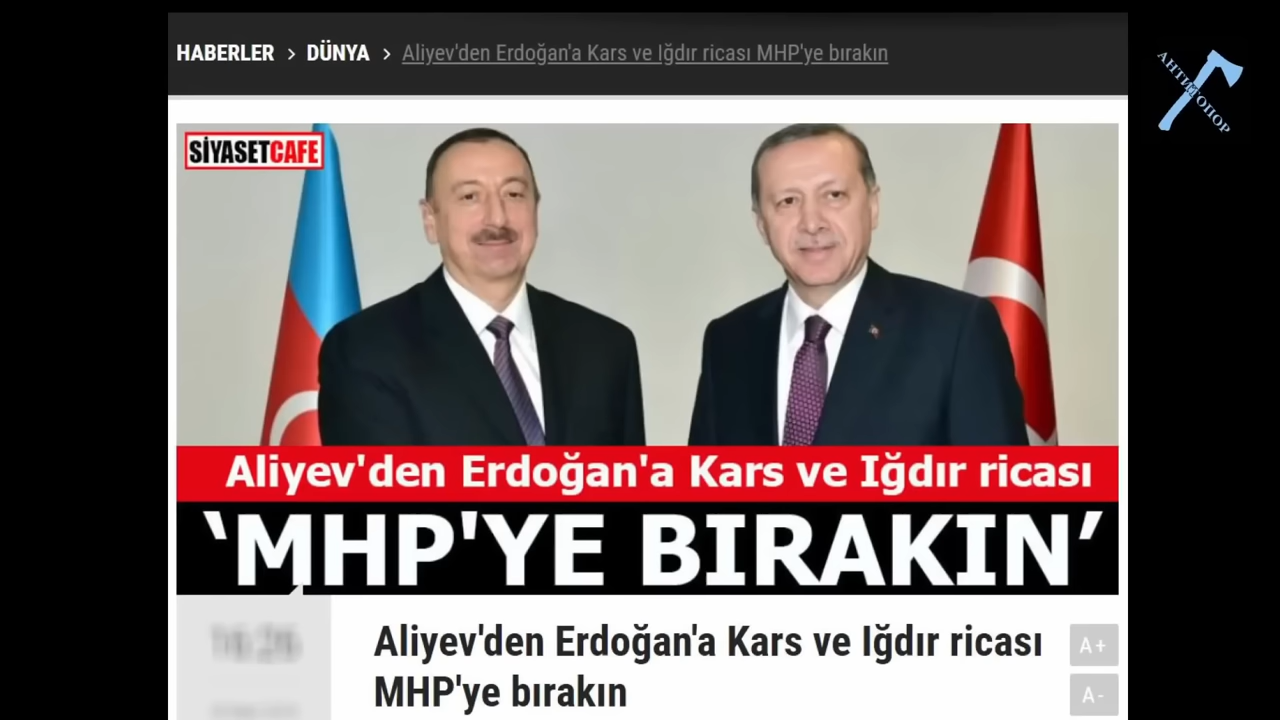 HABERLER > DÜNYA > Aliyev'den Erdoğan'a Kars ve Iğdır ricası MHP'ye bırakın
АНТИТОПОР
SİYASETCAFE
Aliyev'den Erdoğan'a Kars ve Iğdır ricası
‘MHP'YE BIRAKIN’
Aliyev'den Erdoğan'a Kars ve Iğdır ricası
MHP'ye bırakın
A+
A-